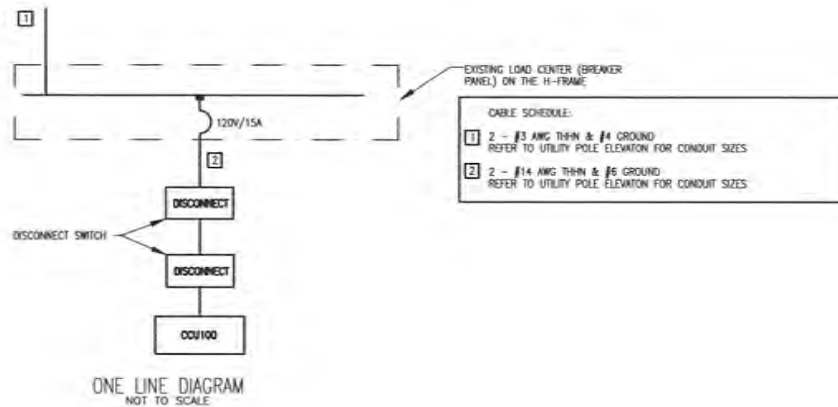 1
EXISTING LOAD CENTER (BREAKER
PANEL) ON THE H-FRAME
120V/15A
CABLE SCHEDULE:
1 2 - #3 AWG THHN & #4 GROUND
REFER TO UTILITY POLE ELEVATON FOR CONDUIT SIZES
2
2 2 - #14 AWG THHN & #6 GROUND
REFER TO UTILITY POLE ELEVATON FOR CONDUIT SIZES
DISCONNECT
DISCONNECT SWITCH
DISCONNECT
CCU100
ONE LINE DIAGRAM
NOT TO SCALE